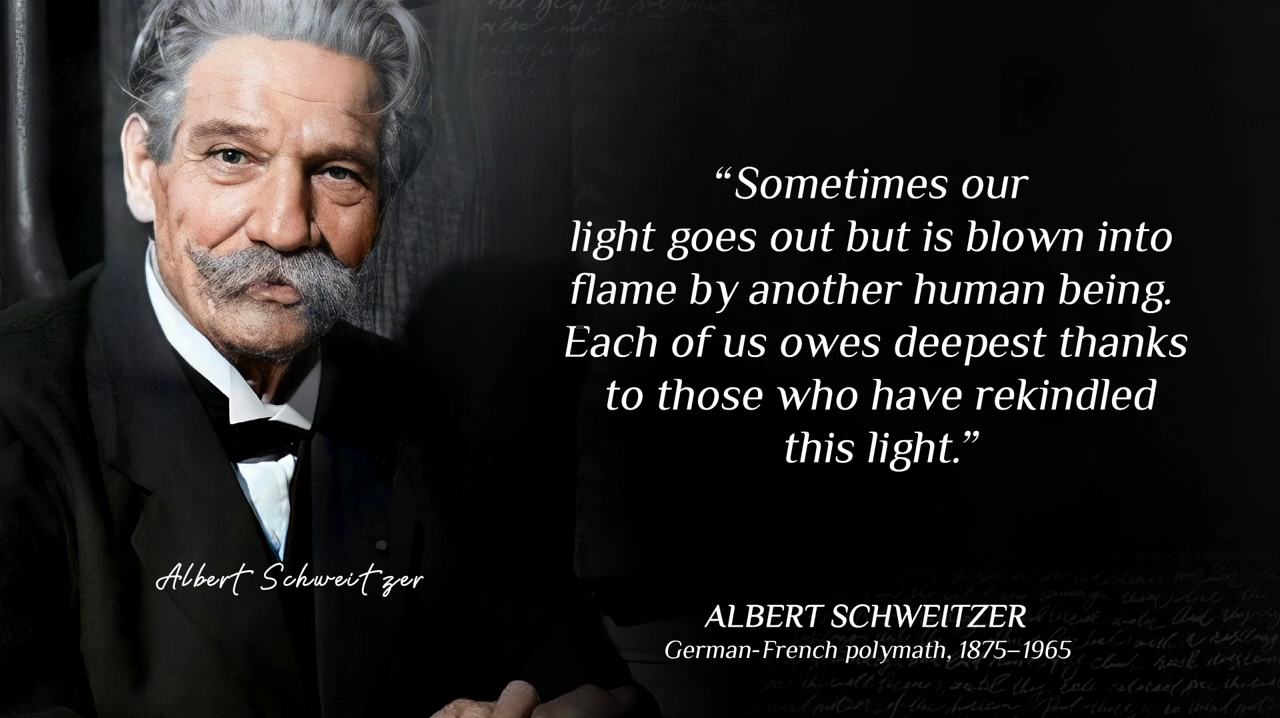 “Sometimes our
light goes out but is blown into
flame by another human being.
Each of us owes deepest thanks
to those who have rekindled
this light.”
Albert Schweitzer
ALBERT SCHWEITZER
German-French polymath, 1875–1965